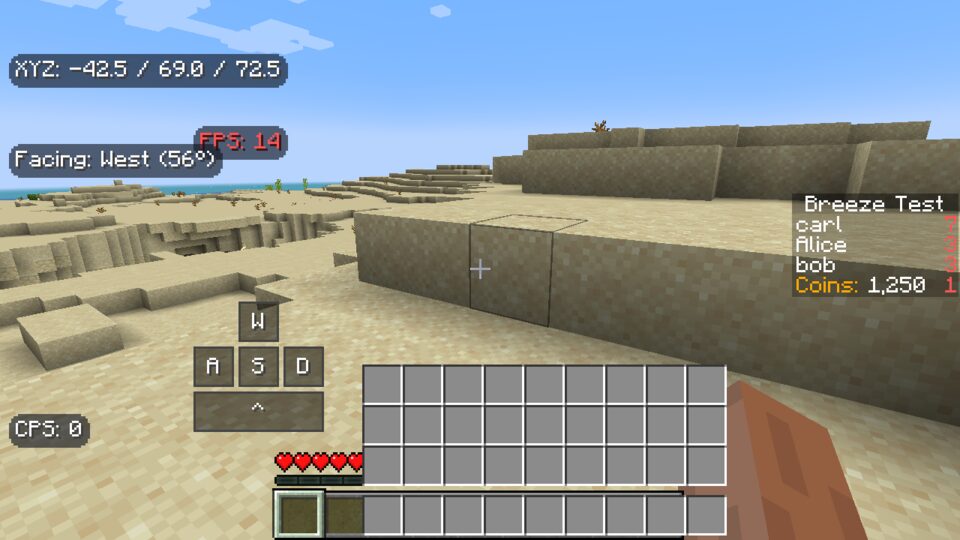 XYZ: -42.5 / 69.0 / 72.5
FPS: 14
Facing: West (56°)
Breeze Test
carl
Alice
bob
Coins: 1,250 1
W
A S D
^
CPS: 0